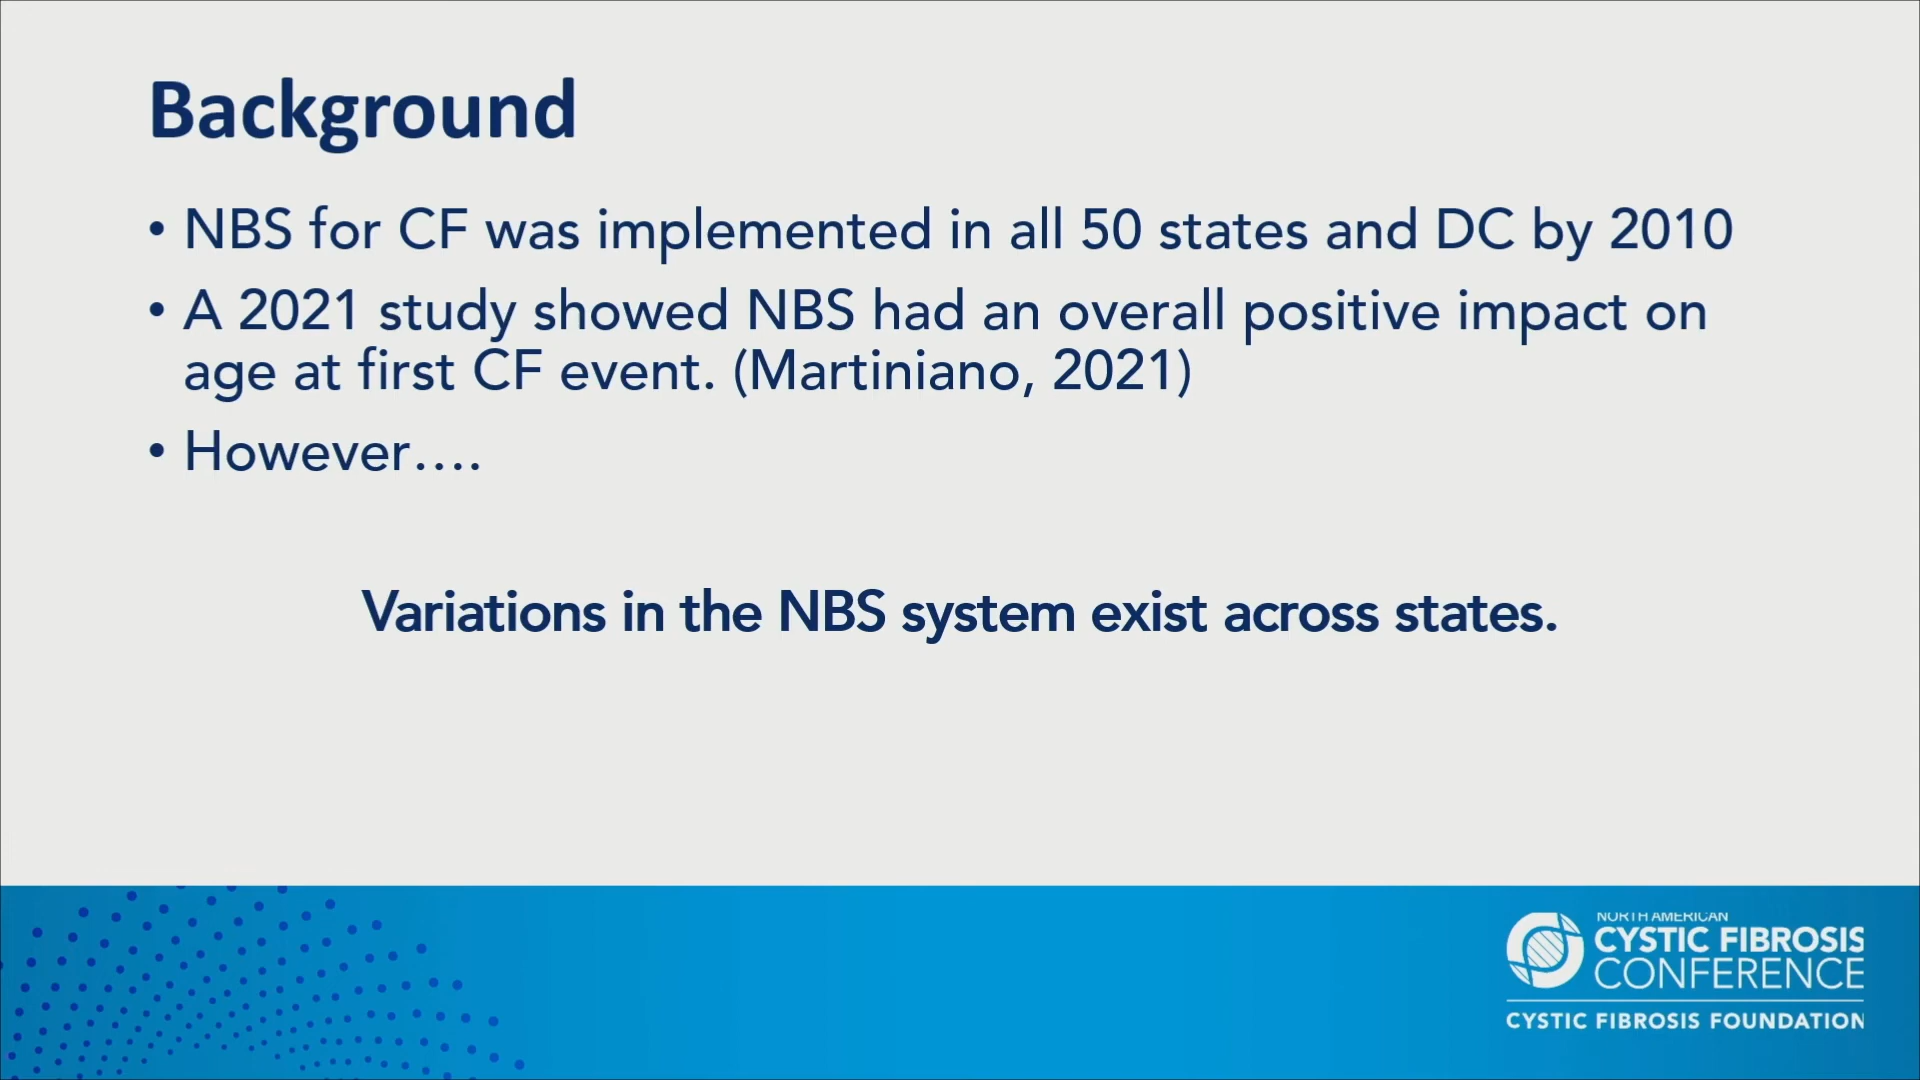 Background
• NBS for CF was implemented in all 50 states and DC by 2010
• A 2021 study showed NBS had an overall positive impact on
age at first CF event. (Martiniano, 2021)
• However....
Variations in the NBS system exist across states.
NORTH AMERICAN
CYSTIC FIBROSIS
CONFERENCE
CYSTIC FIBROSIS FOUNDATION